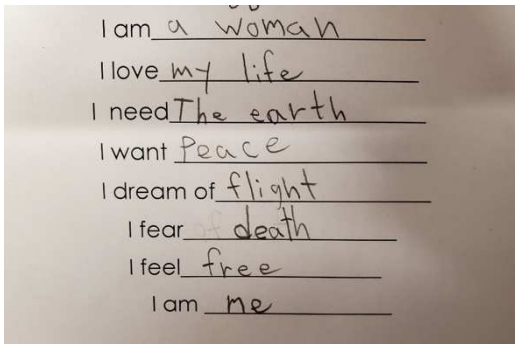 I am a woman
I love my life
I need The earth
I want Peace
I dream of flight
I fear death
I feel free
I am me